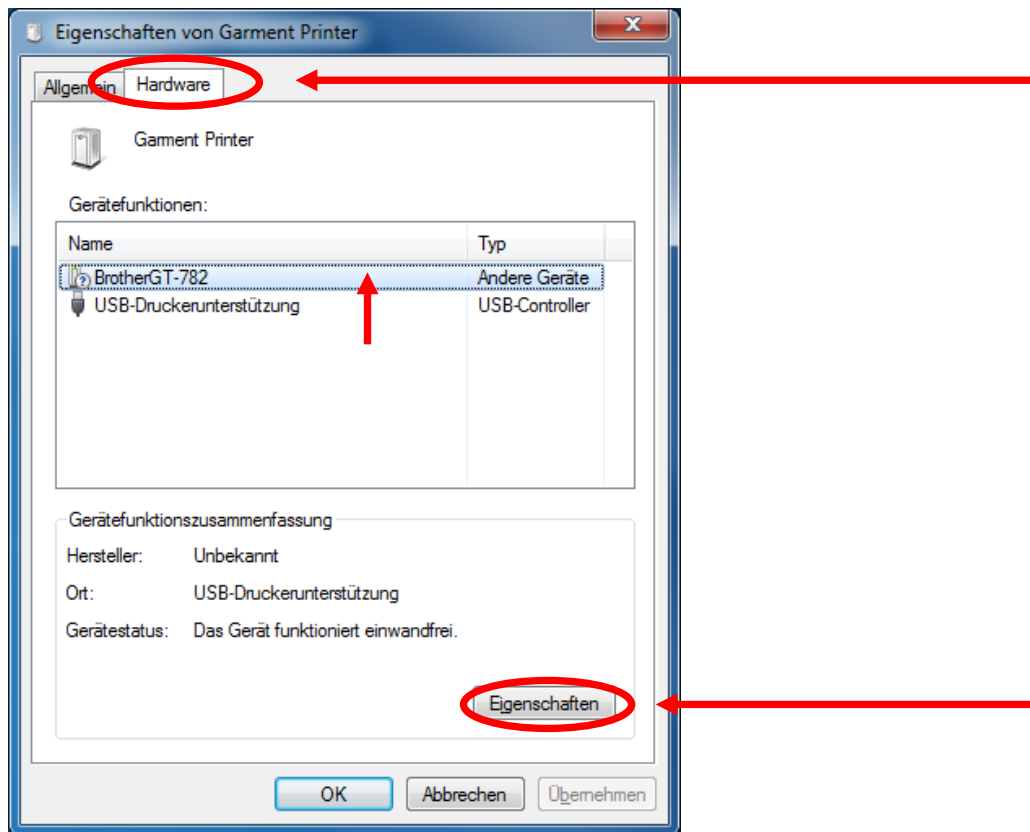 Eigenschaften von Garment Printer
x
Allgemein Hardware
Garment Printer
Gerätefunktionen:
Name Typ
BrotherGT-782 Andere Geräte
USB-Druckerunterstützung USB-Controller
Gerätefunktionszusammenfassung
Hersteller: Unbekannt
Ort: USB-Druckerunterstützung
Gerätestatus: Das Gerät funktioniert einwandfrei.
Eigenschaften
OK Abbrechen Übernehmen